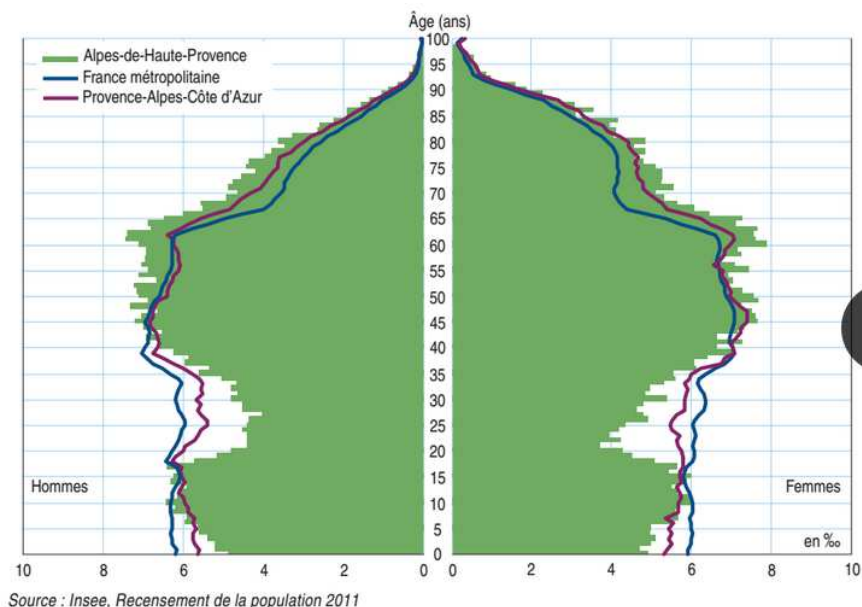 Âge (ans)
Alpes-de-Haute-Provence
France métropolitaine
Provence-Alpes-Côte d'Azur
100
95
90
85
80
75
70
65
60
55
50
45
40
35
30
25
20
15
10
5
0
Hommes
Femmes
en ‰
10 8 6 4 2 0 0 2 4 6 8 10
Source : Insee, Recensement de la population 2011